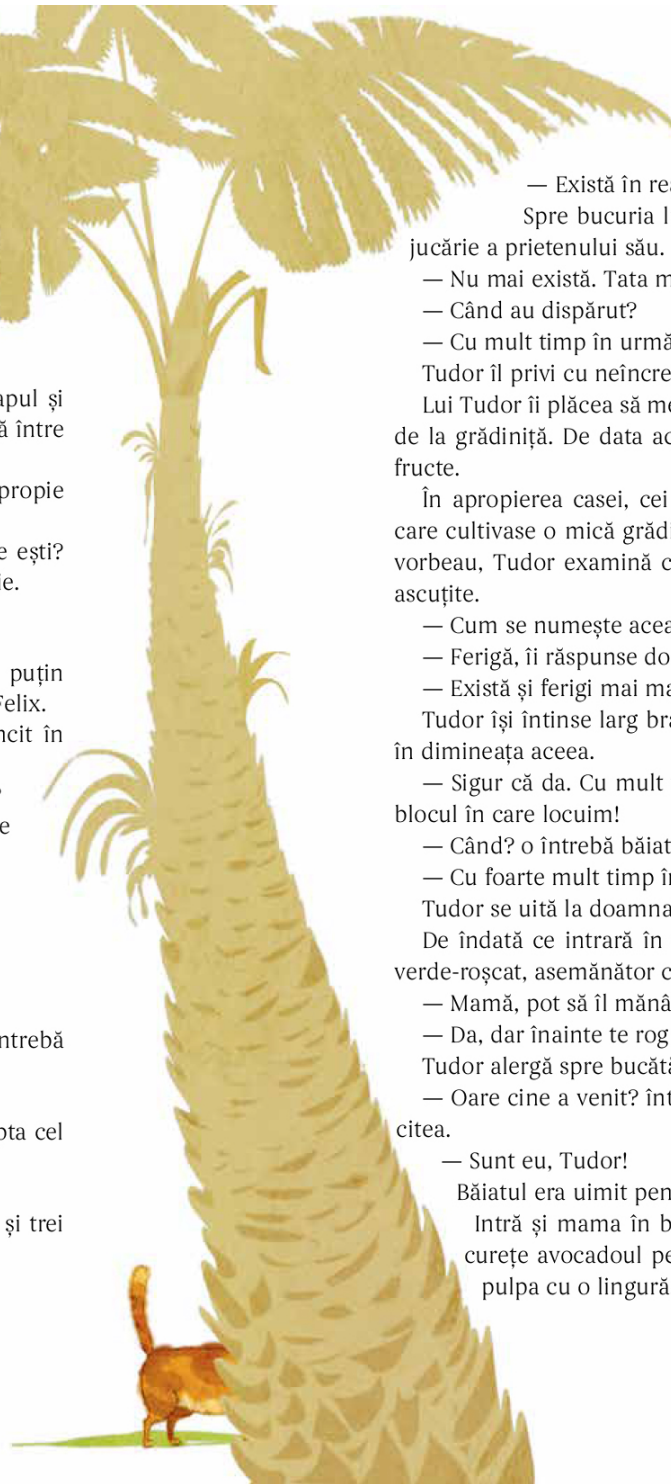 apul și
ă între
propie
e ești?
ie.
puțin
Felix.
ncit în
e
ntrebă
pta cel
și trei
— Există în rea
Spre bucuria l
jucărie a prietenului său.
— Nu mai există. Tata m
— Când au dispărut?
— Cu mult timp în urmă
Tudor îl privi cu neîncre
Lui Tudor îi plăcea să me
de la grădiniță. De data ac
fructe.
În apropierea casei, cei
care cultivase o mică grădi
vorbeau, Tudor examină c
ascuțite.
— Cum se numește acea
— Ferigă, îi răspunse do
— Există și ferigi mai ma
Tudor își întinse larg bra
în dimineața aceea.
— Sigur că da. Cu mult
blocul în care locuim!
— Când? o întrebă băiat
— Cu foarte mult timp în
Tudor se uită la doamna
De îndată ce intrară în
verde-roșcat, asemănător c
— Mamă, pot să îl mănâ
— Da, dar înainte te rog
Tudor alergă spre bucăt
— Oare cine a venit? înt
citea.
— Sunt eu, Tudor!
Băiatul era uimit pen
Intră și mama în b
curețe avocadoul pe
pulpa cu o lingură